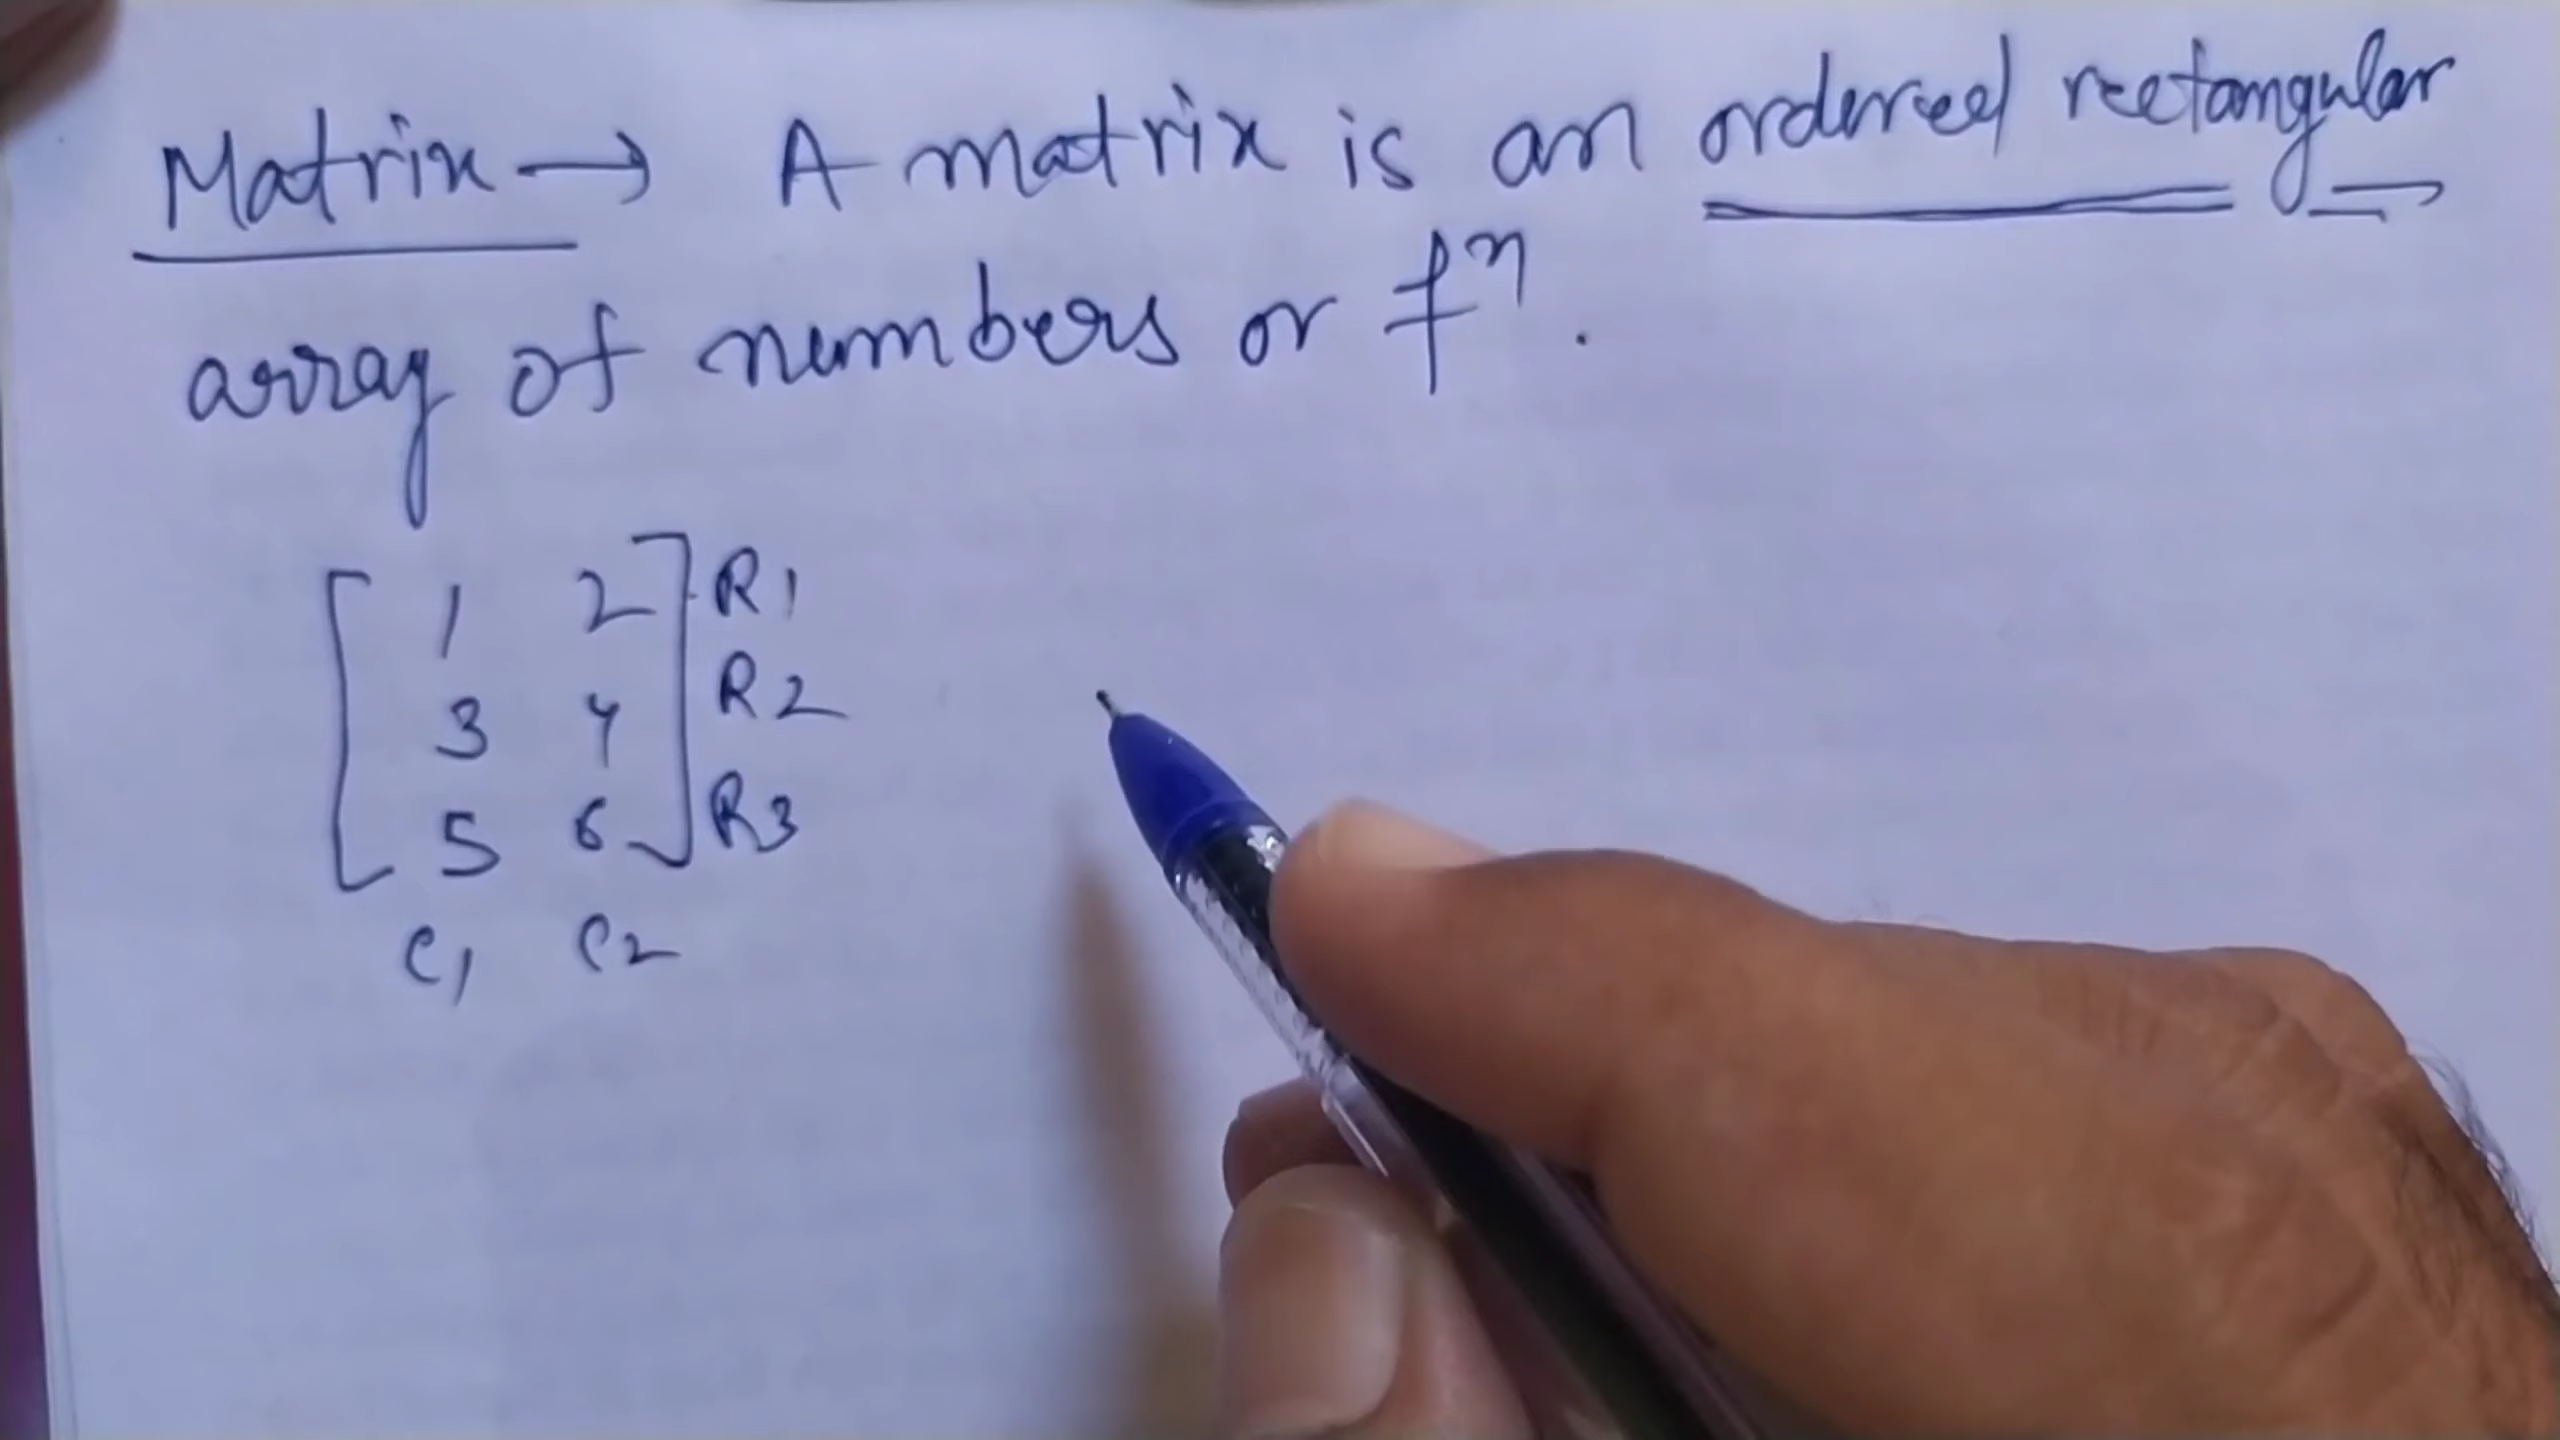 Matrix → A matrix is an ordered rectangular
array of numbers or fⁿ.
[ 1 2 ] R1
3 4 R2
5 6 R3
C1 C2